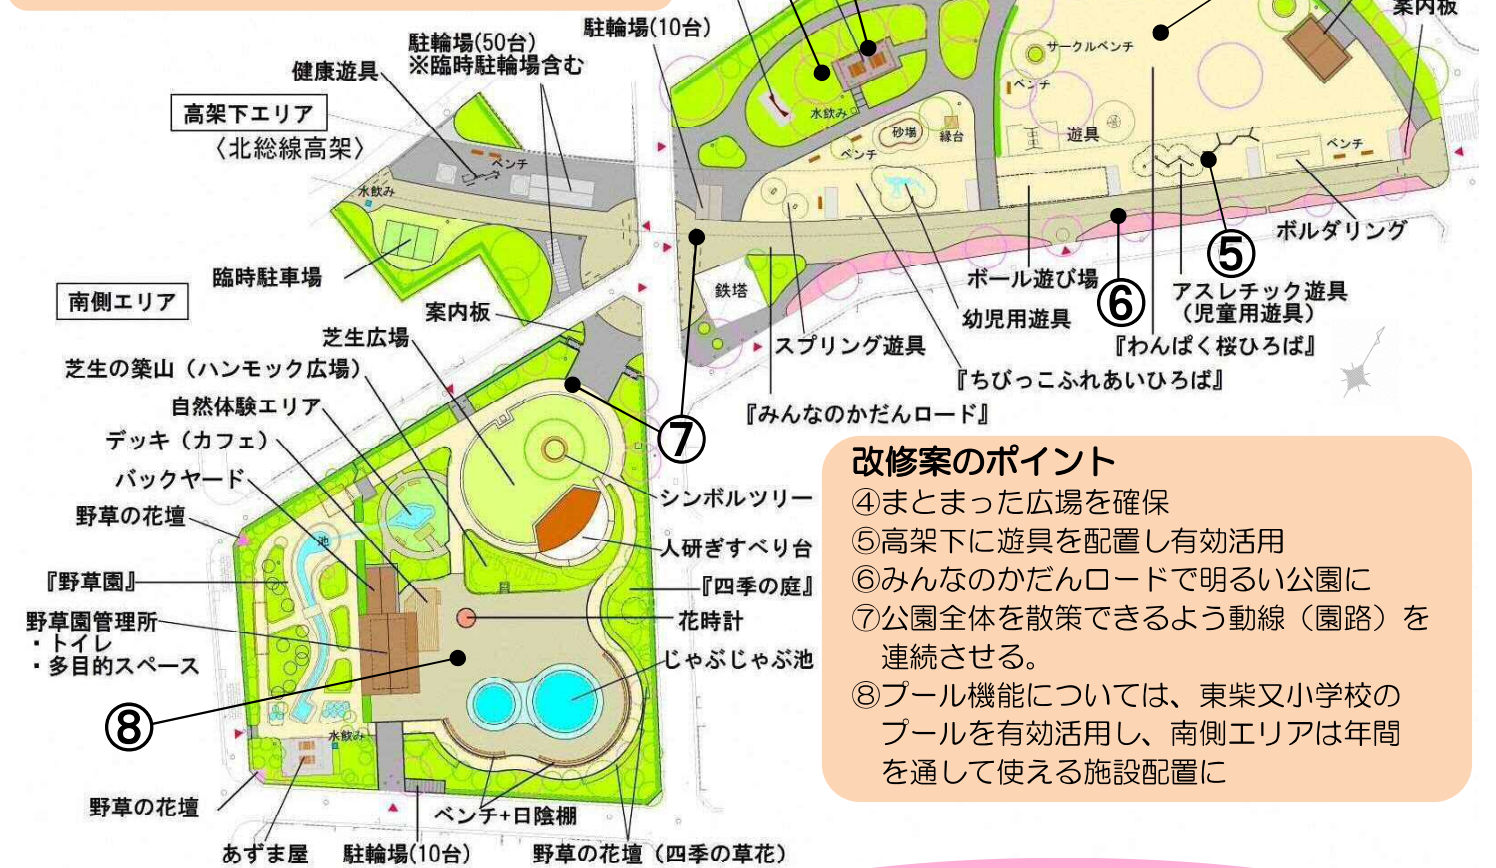 案内板
駐輪場(10台)
駐輪場(50台)
※臨時駐輪場含む
健康遊具
高架下エリア
〈北総線高架〉
サークルベンチ
ベンチ
水飲み
砂場
縁台
遊具
ベンチ
ベンチ
ベンチ
水飲み
臨時駐車場
鉄塔
ボール遊び場
幼児用遊具
スプリング遊具
⑤
⑥
ボルダリング
アスレチック遊具
（児童用遊具）
『わんぱく桜ひろば』
『ちびっこふれあいひろば』
『みんなのかだんロード』
南側エリア
案内板
芝生広場
芝生の築山（ハンモック広場）
自然体験エリア
デッキ（カフェ）
バックヤード
野草の花壇
池
『野草園』
野草園管理所
・トイレ
・多目的スペース
⑦
シンボルツリー
人研ぎすべり台
『四季の庭』
花時計
じゃぶじゃぶ池
⑧
水飲み
野草の花壇
あずま屋
駐輪場(10台)
ベンチ+日陰棚
野草の花壇（四季の草花）
改修案のポイント
④まとまった広場を確保
⑤高架下に遊具を配置し有効活用
⑥みんなのかだんロードで明るい公園に
⑦公園全体を散策できるよう動線（園路）を
連続させる。
⑧プール機能については、東柴又小学校の
プールを有効活用し、南側エリアは年間
を通して使える施設配置に